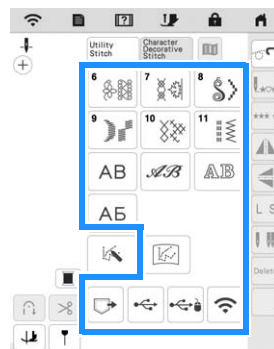 Utility Stitch
Character Decorative Stitch
6 7 8
9 10 11
AB AB AB
АБ
L S
Delete